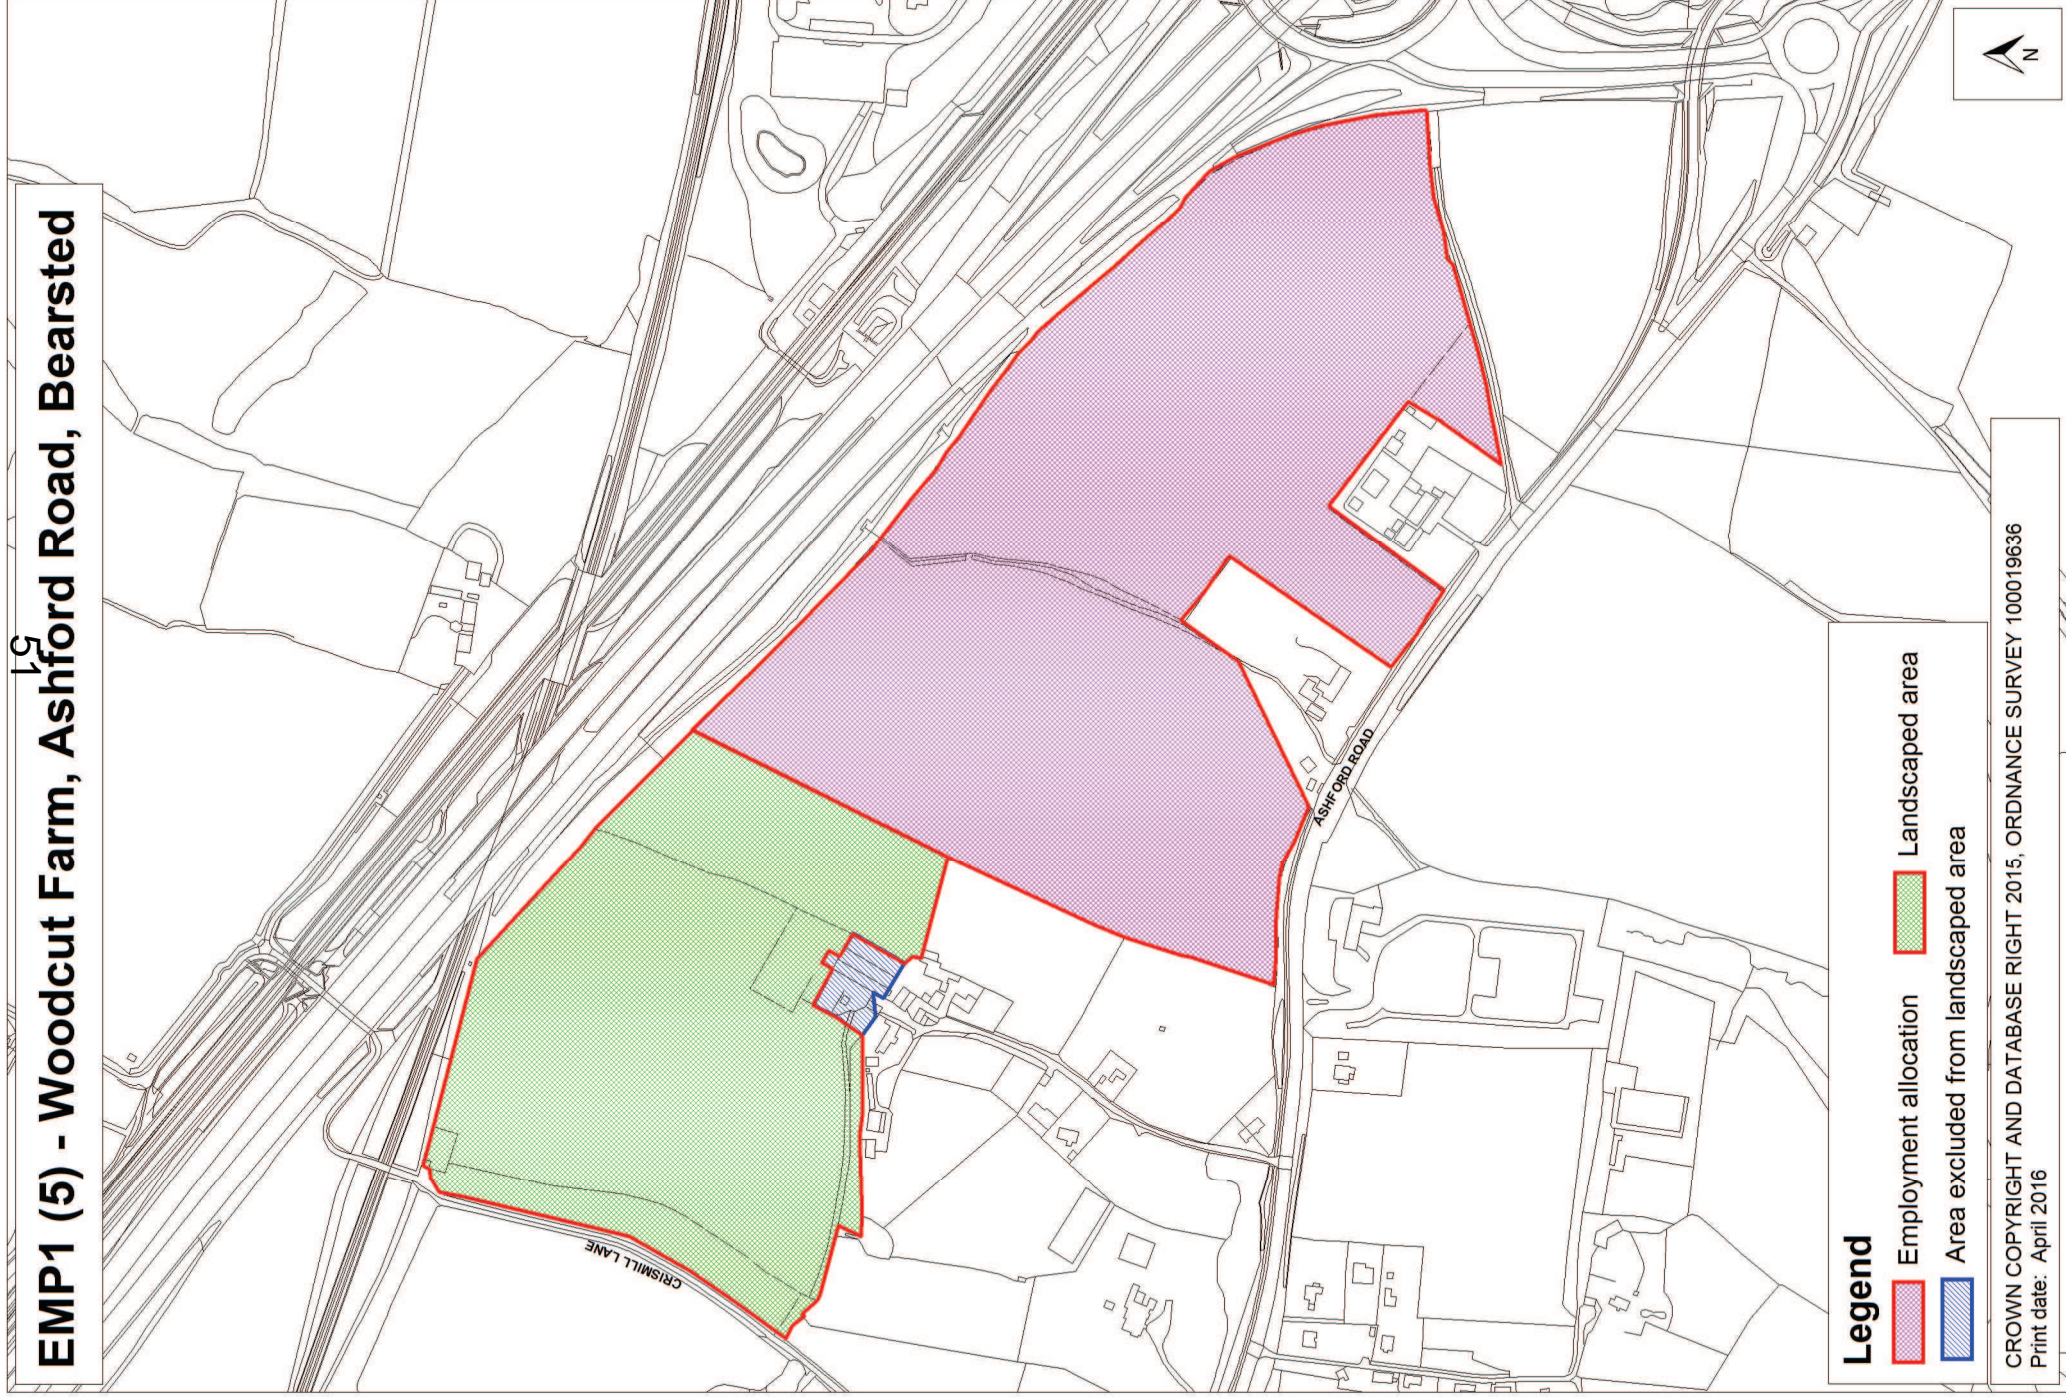 51
EMP1 (5) - Woodcut Farm, Ashford Road, Bearsted
CRISMILL LANE
ASHFORD ROAD
N
Legend
Employment allocation
Landscaped area
Area excluded from landscaped area
CROWN COPYRIGHT AND DATABASE RIGHT 2015, ORDNANCE SURVEY 100019636
Print date: April 2016